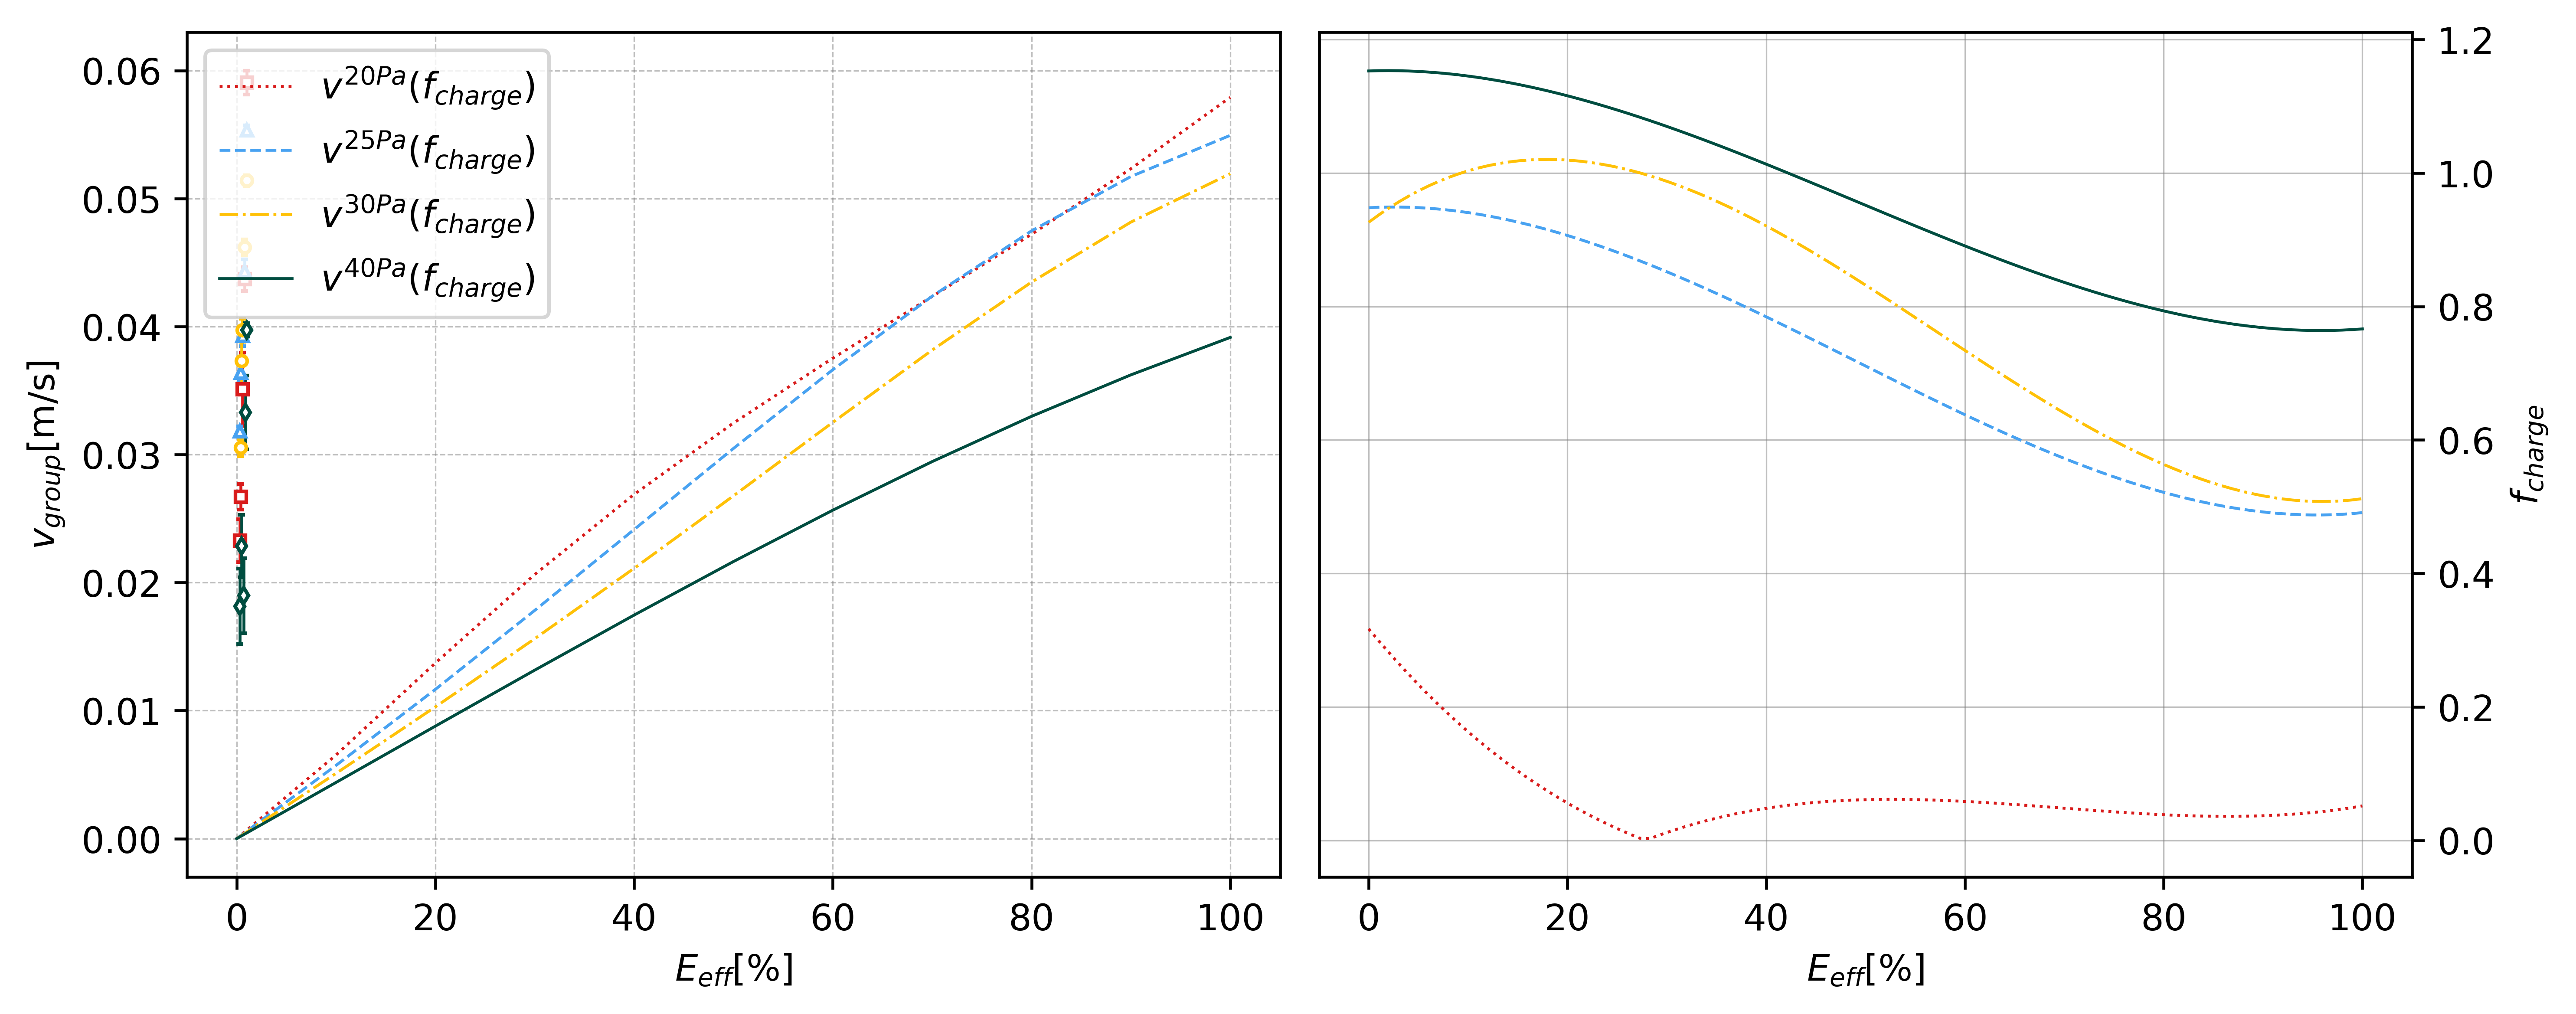 v^20Pa(f_charge)
v^25Pa(f_charge)
v^30Pa(f_charge)
v^40Pa(f_charge)
0.06
0.05
0.04
0.03
0.02
0.01
0.00
v_group[m/s]
0 20 40 60 80 100
E_eff[%]
1.2
1.0
0.8
0.6
0.4
0.2
0.0
f_charge
0 20 40 60 80 100
E_eff[%]